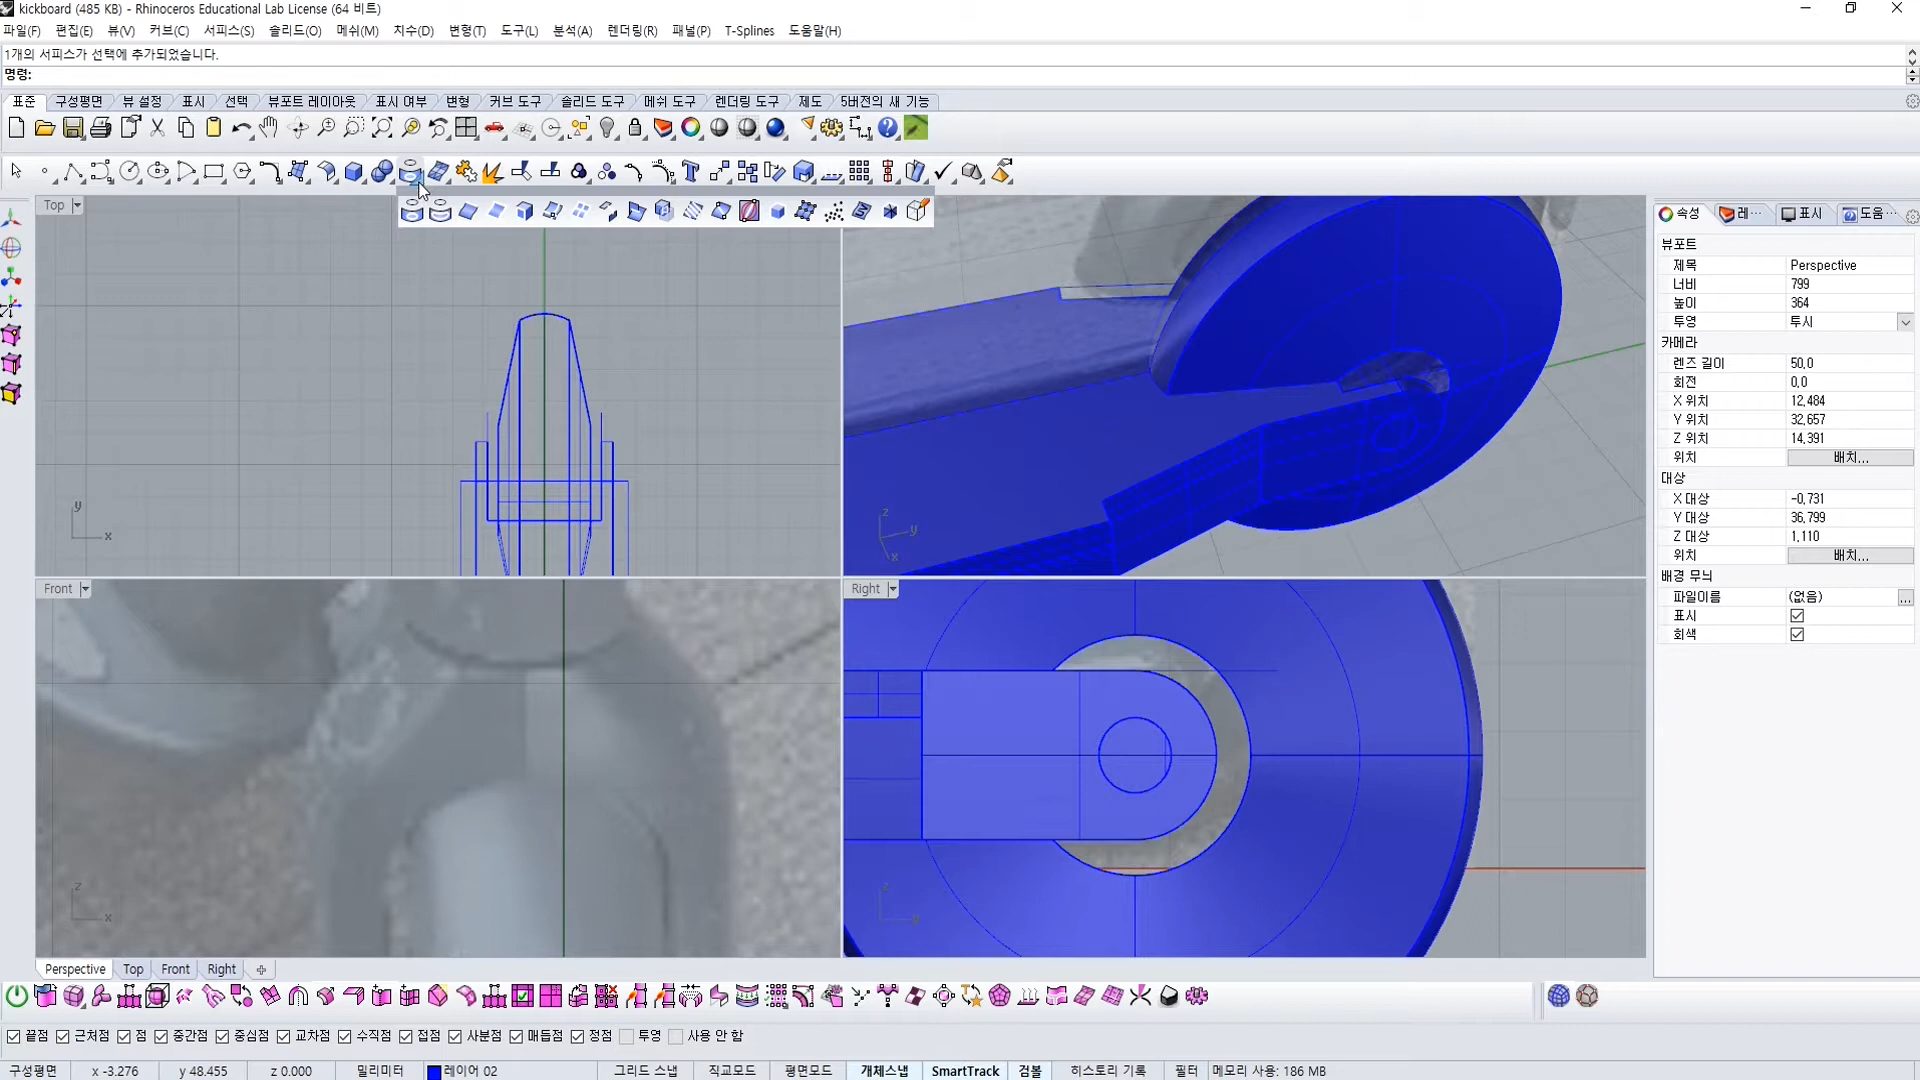 kickboard (485 KB) - Rhinoceros Educational Lab License (64 비트)
파일(F) 편집(E) 뷰(V) 커브(C) 서피스(S) 솔리드(O) 메쉬(M) 치수(D) 변형(T) 도구(L) 분석(A) 렌더링(R) 패널(P) T-Splines 도움말(H)
1개의 서피스가 선택에 추가되었습니다.
명령:
표준 구성평면 뷰 설정 표시 선택 뷰포트 레이아웃 표시 여부 변형 커브 도구 솔리드 도구 메쉬 도구 렌더링 도구 제도 5버전의 새 기능
Top
y
x
z
y
x
Front
z
x
Right
z
y
속성 레... 표시 도움...
뷰포트
제목 Perspective
너비 799
높이 364
투영 투시
카메라
렌즈 길이 50.0
회전 0.0
X 위치 12.484
Y 위치 32.657
Z 위치 14.391
위치 배치...
대상
X 대상 -0.731
Y 대상 36.799
Z 대상 1.110
위치 배치...
배경 무늬
파일이름 (없음) ...
표시
회색
Perspective Top Front Right
끝점 근처점 점 중간점 중심점 교차점 수직점 접점 사분점 매듭점 정점 투영 사용 안 함
구성평면 x -3.276 y 48.455 z 0.000 밀리미터 레이어 02 그리드 스냅 직교모드 평면모드 개체스냅 SmartTrack 검볼 히스토리 기록 필터 메모리 사용: 186 MB